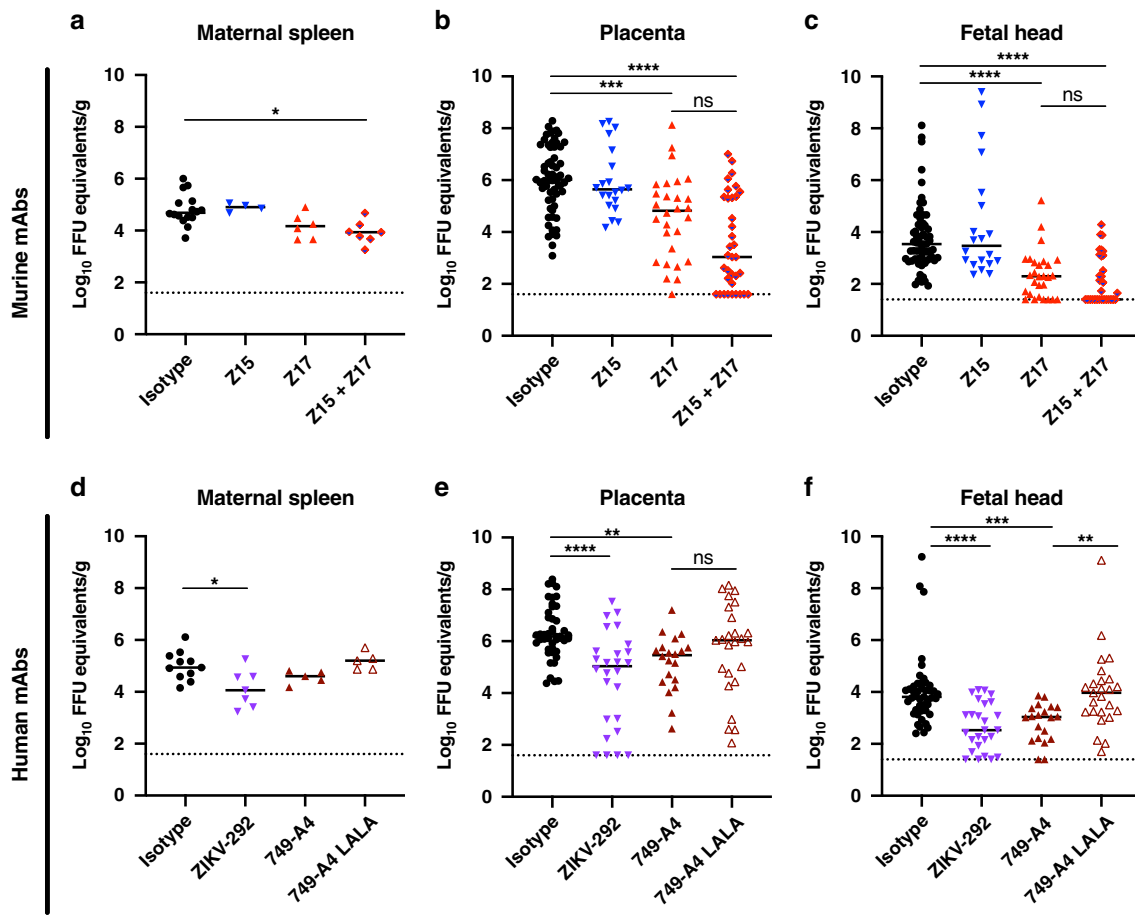 a
Maternal spleen
b
Placenta
c
Fetal head
Murine mAbs
Log10 FFU equivalents/g
10
8
6
4
2
0
*
Isotype
Z15
Z17
Z15 + Z17
Log10 FFU equivalents/g
10
8
6
4
2
0
****
***
ns
Isotype
Z15
Z17
Z15 + Z17
Log10 FFU equivalents/g
10
8
6
4
2
0
****
****
ns
Isotype
Z15
Z17
Z15 + Z17
d
Maternal spleen
e
Placenta
f
Fetal head
Human mAbs
Log10 FFU equivalents/g
10
8
6
4
2
0
*
Isotype
ZIKV-292
749-A4
749-A4 LALA
Log10 FFU equivalents/g
10
8
6
4
2
0
**
****
ns
Isotype
ZIKV-292
749-A4
749-A4 LALA
Log10 FFU equivalents/g
10
8
6
4
2
0
***
****
**
Isotype
ZIKV-292
749-A4
749-A4 LALA